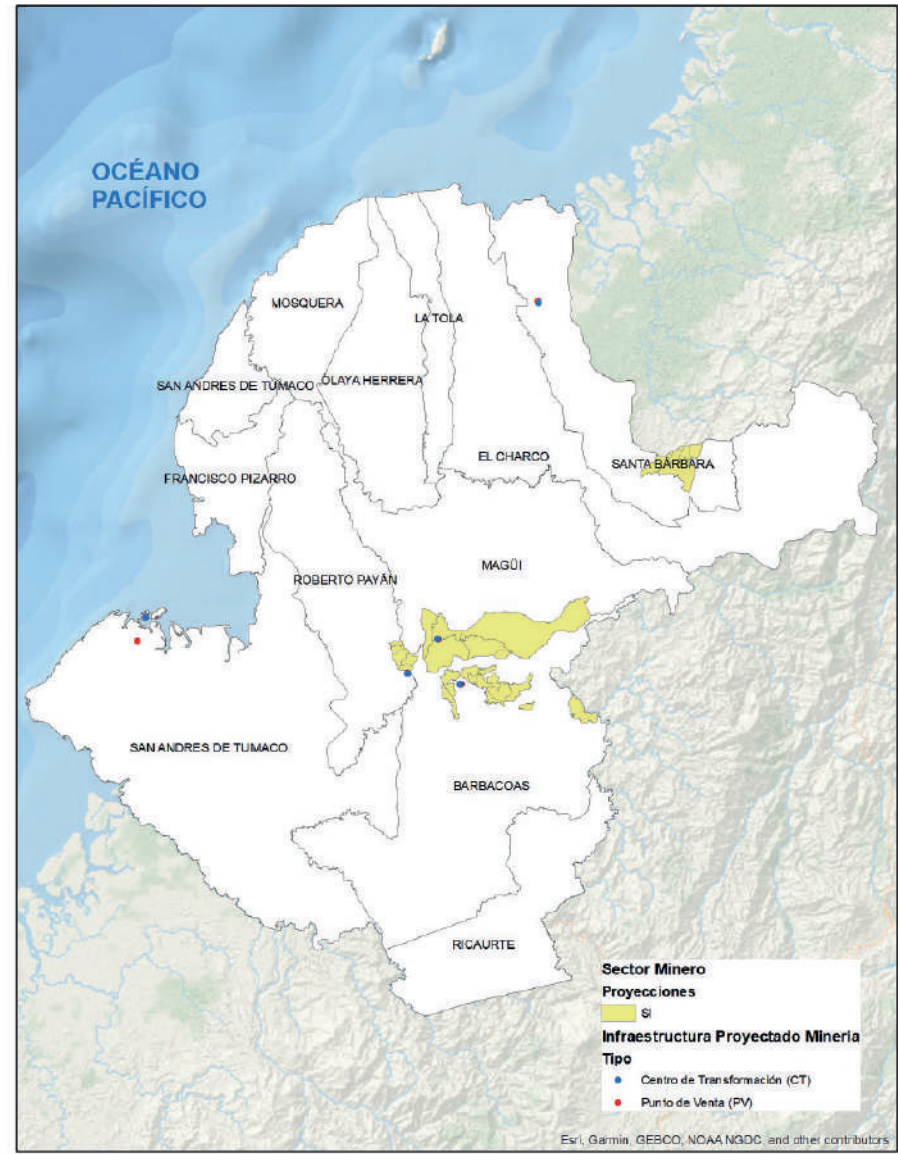 OCÉANO
PACÍFICO
MOSQUERA
LA TOLA
SAN ANDRES DE TUMACO
OLAYA HERRERA
EL CHARCO
SANTA BÁRBARA
FRANCISCO PIZARRO
MAGÜI
ROBERTO PAYÁN
SAN ANDRES DE TUMACO
BARBACOAS
RICAURTE
Sector Minero
Proyecciones
SI
Infraestructura Proyectado Mineria
Tipo
Centro de Transformación (CT)
Punto de Venta (PV)
Esri, Garmin, GEBCO, NOAA NGDC, and other contributors